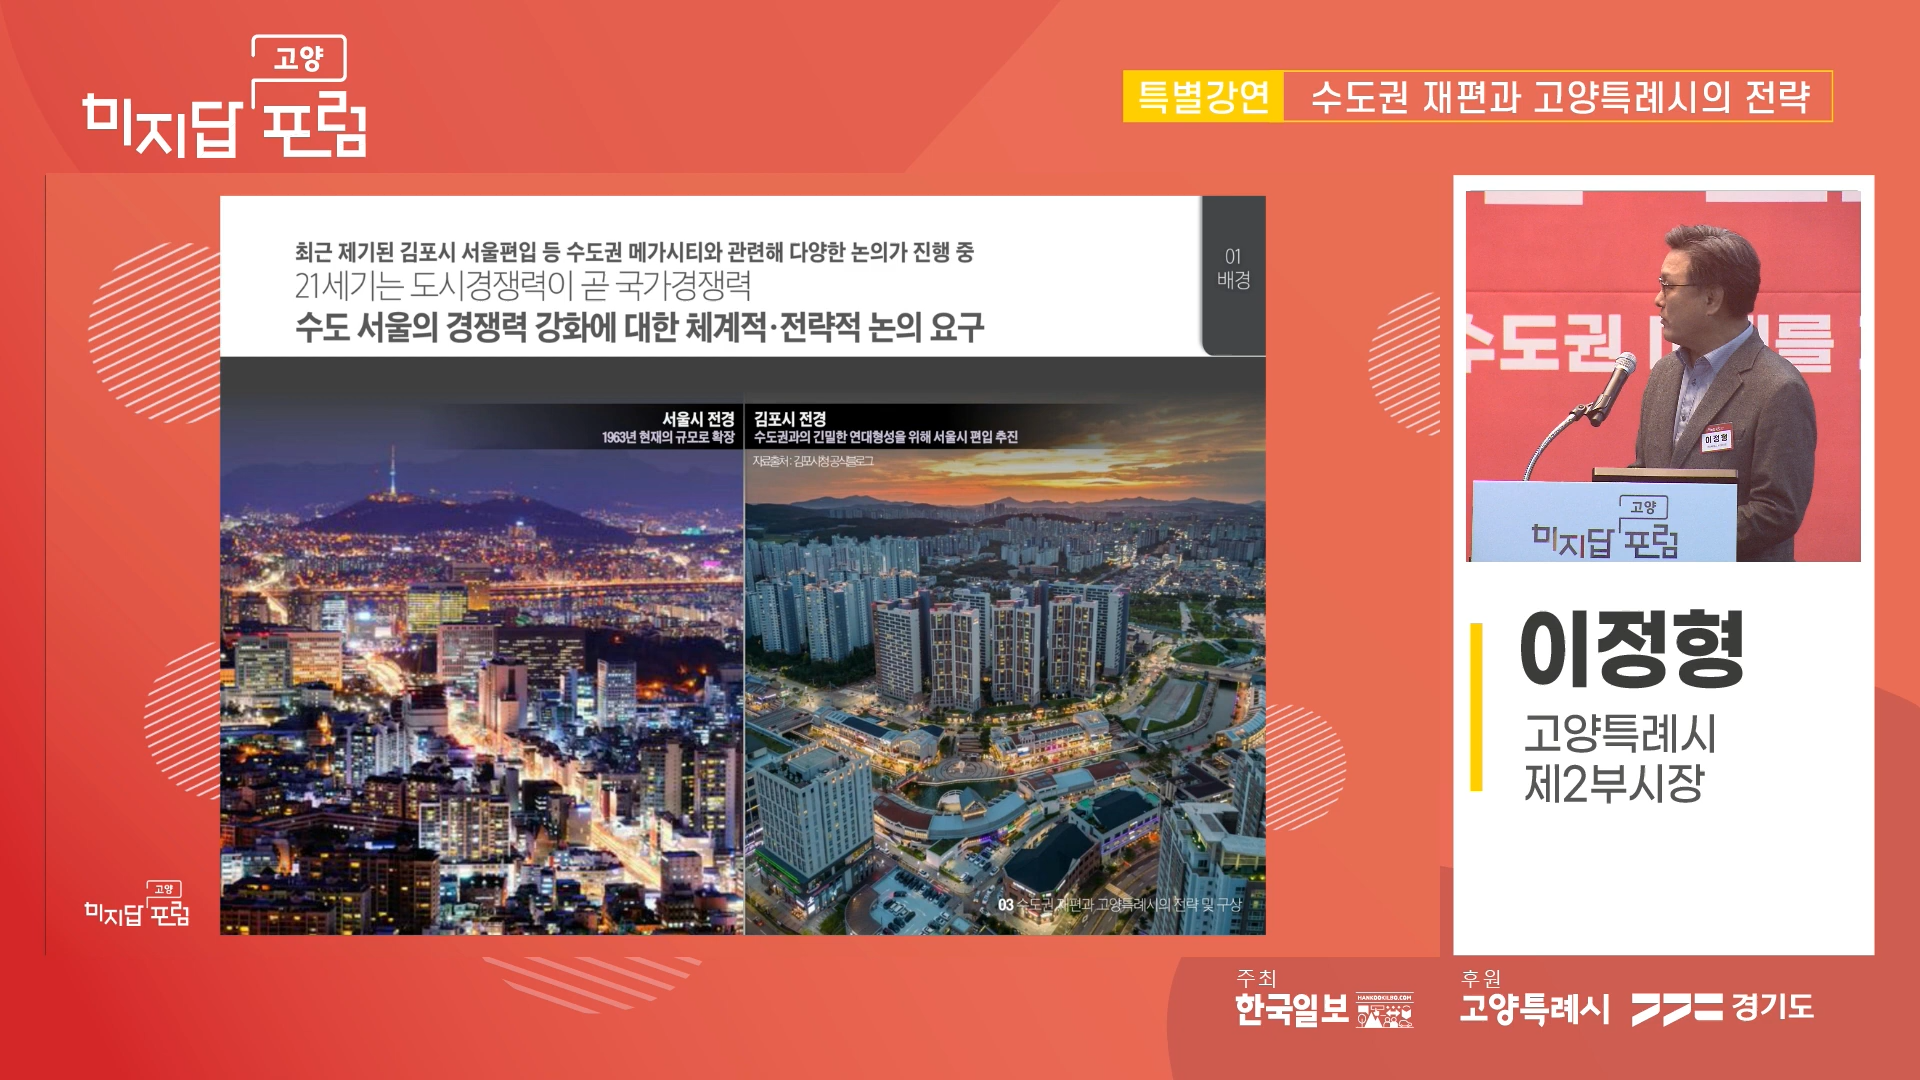 고양
미지답 포럼
특별강연 수도권 재편과 고양특례시의 전략
최근 제기된 김포시 서울편입 등 수도권 메가시티와 관련해 다양한 논의가 진행 중
21세기는 도시경쟁력이 곧 국가경쟁력
수도 서울의 경쟁력 강화에 대한 체계적·전략적 논의 요구
01
배경
서울시 전경
1963년 현재의 규모로 확장
김포시 전경
수도권과의 긴밀한 연대형성을 위해 서울시 편입 추진
자료출처 : 김포시청 공식블로그
03 수도권 재편과 고양특례시의 전략 및 구상
수도권
를
이정형
고양
미지답 포럼
이정형
고양특례시
제2부시장
고양
미지답 포럼
주최
한국일보
HANKOOKILBO.COM
후원
고양특례시
경기도